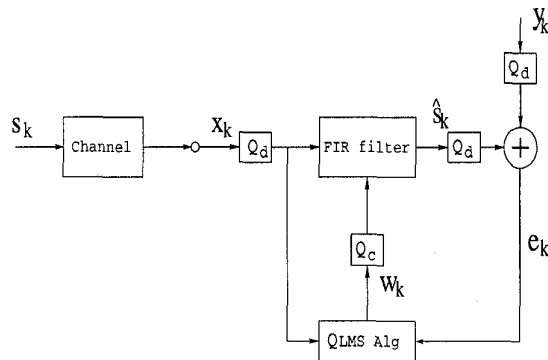 y_k
Q_d
s_k
Channel
x_k
Q_d
FIR filter
ŝ_k
Q_d
+
Q_c
w_k
e_k
QLMS Alg